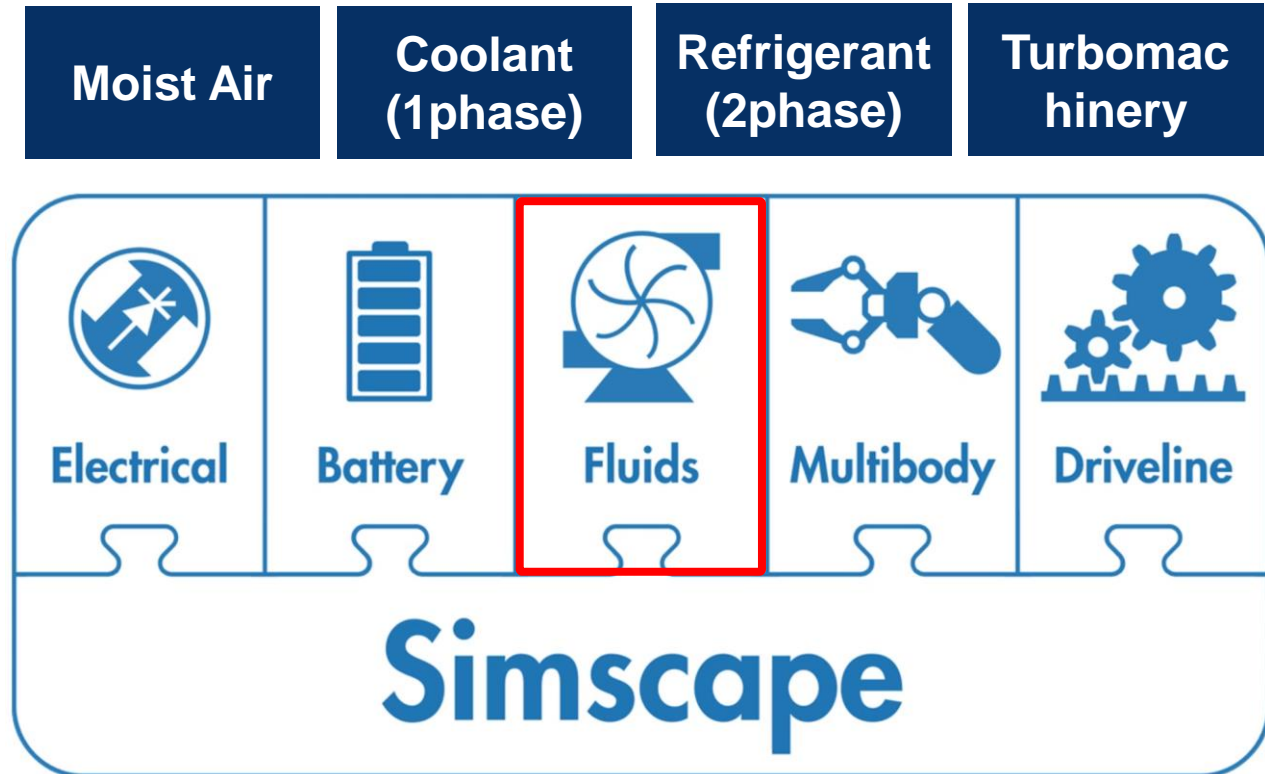 Moist Air
Coolant
(1phase)
Refrigerant
(2phase)
Turbomac
hinery
Electrical
Battery
Fluids
Multibody
Driveline
Simscape